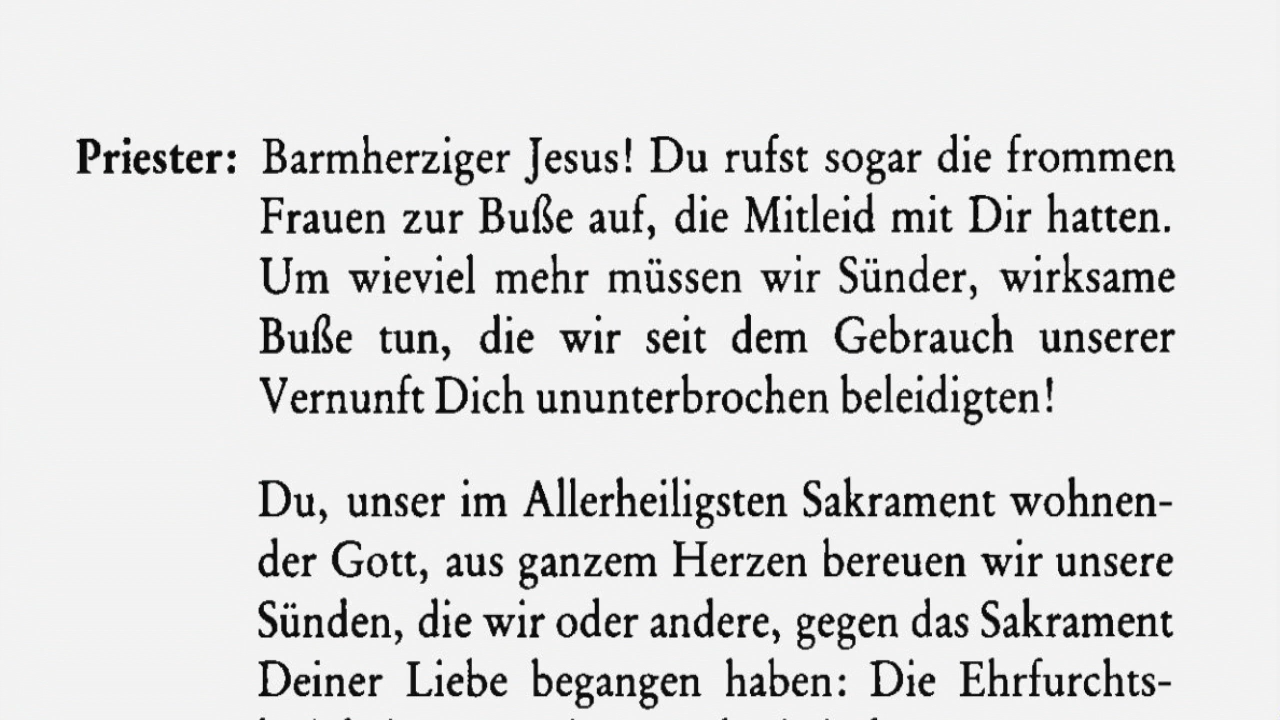 Priester: Barmherziger Jesus! Du rufst sogar die frommen
Frauen zur Buße auf, die Mitleid mit Dir hatten.
Um wieviel mehr müssen wir Sünder, wirksame
Buße tun, die wir seit dem Gebrauch unserer
Vernunft Dich ununterbrochen beleidigten!
Du, unser im Allerheiligsten Sakrament wohnen-
der Gott, aus ganzem Herzen bereuen wir unsere
Sünden, die wir oder andere, gegen das Sakrament
Deiner Liebe begangen haben: Die Ehrfurchts-